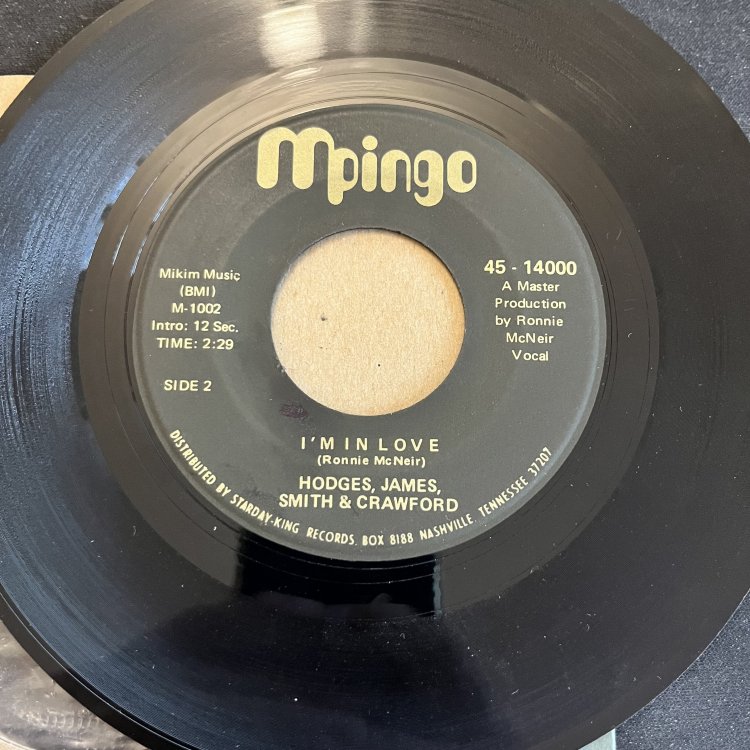 Mpingo
Mikim Music
(BMI)
M-1002
Intro: 12 Sec.
TIME: 2:29
SIDE 2
45 - 14000
A Master
Production
by Ronnie
McNeir
Vocal
I'M IN LOVE
(Ronnie McNeir)
HODGES, JAMES,
SMITH & CRAWFORD
DISTRIBUTED BY STARDAY-KING RECORDS, BOX 8188 NASHVILLE, TENNESSEE 37207